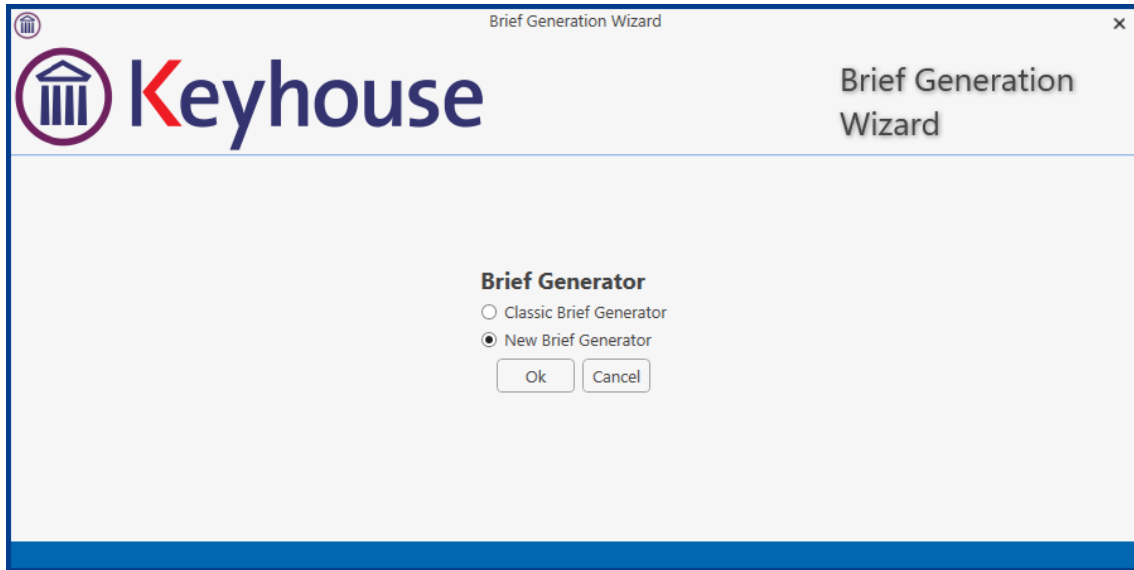 Brief Generation Wizard
Keyhouse
Brief Generation
Wizard
Brief Generator
Classic Brief Generator
New Brief Generator
Ok
Cancel